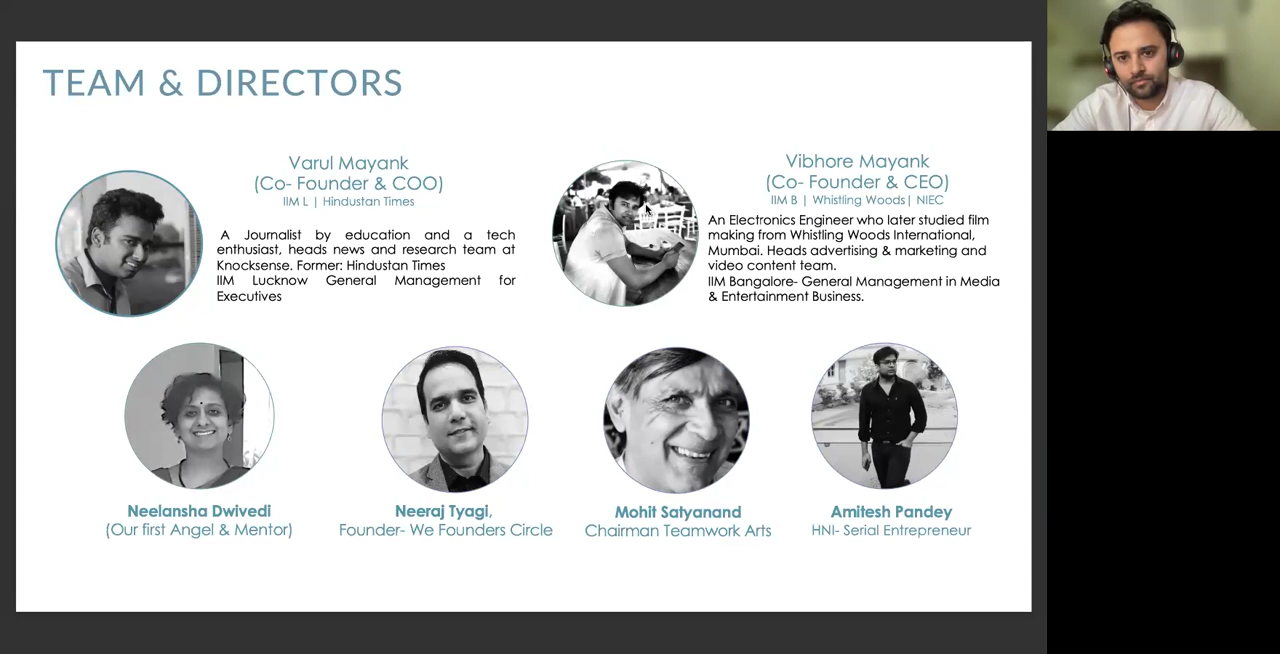 TEAM & DIRECTORS
Varul Mayank
(Co- Founder & COO)
IIM L | Hindustan Times
A Journalist by education and a tech
enthusiast, heads news and research team at
Knocksense. Former: Hindustan Times
IIM Lucknow General Management for
Executives
Vibhore Mayank
(Co- Founder & CEO)
IIM B | Whistling Woods| NIEC
An Electronics Engineer who later studied film
making from Whistling Woods International,
Mumbai. Heads advertising & marketing and
video content team.
IIM Bangalore- General Management in Media
& Entertainment Business.
Neelansha Dwivedi
(Our first Angel & Mentor)
Neeraj Tyagi,
Founder- We Founders Circle
Mohit Satyanand
Chairman Teamwork Arts
Amitesh Pandey
HNI- Serial Entrepreneur